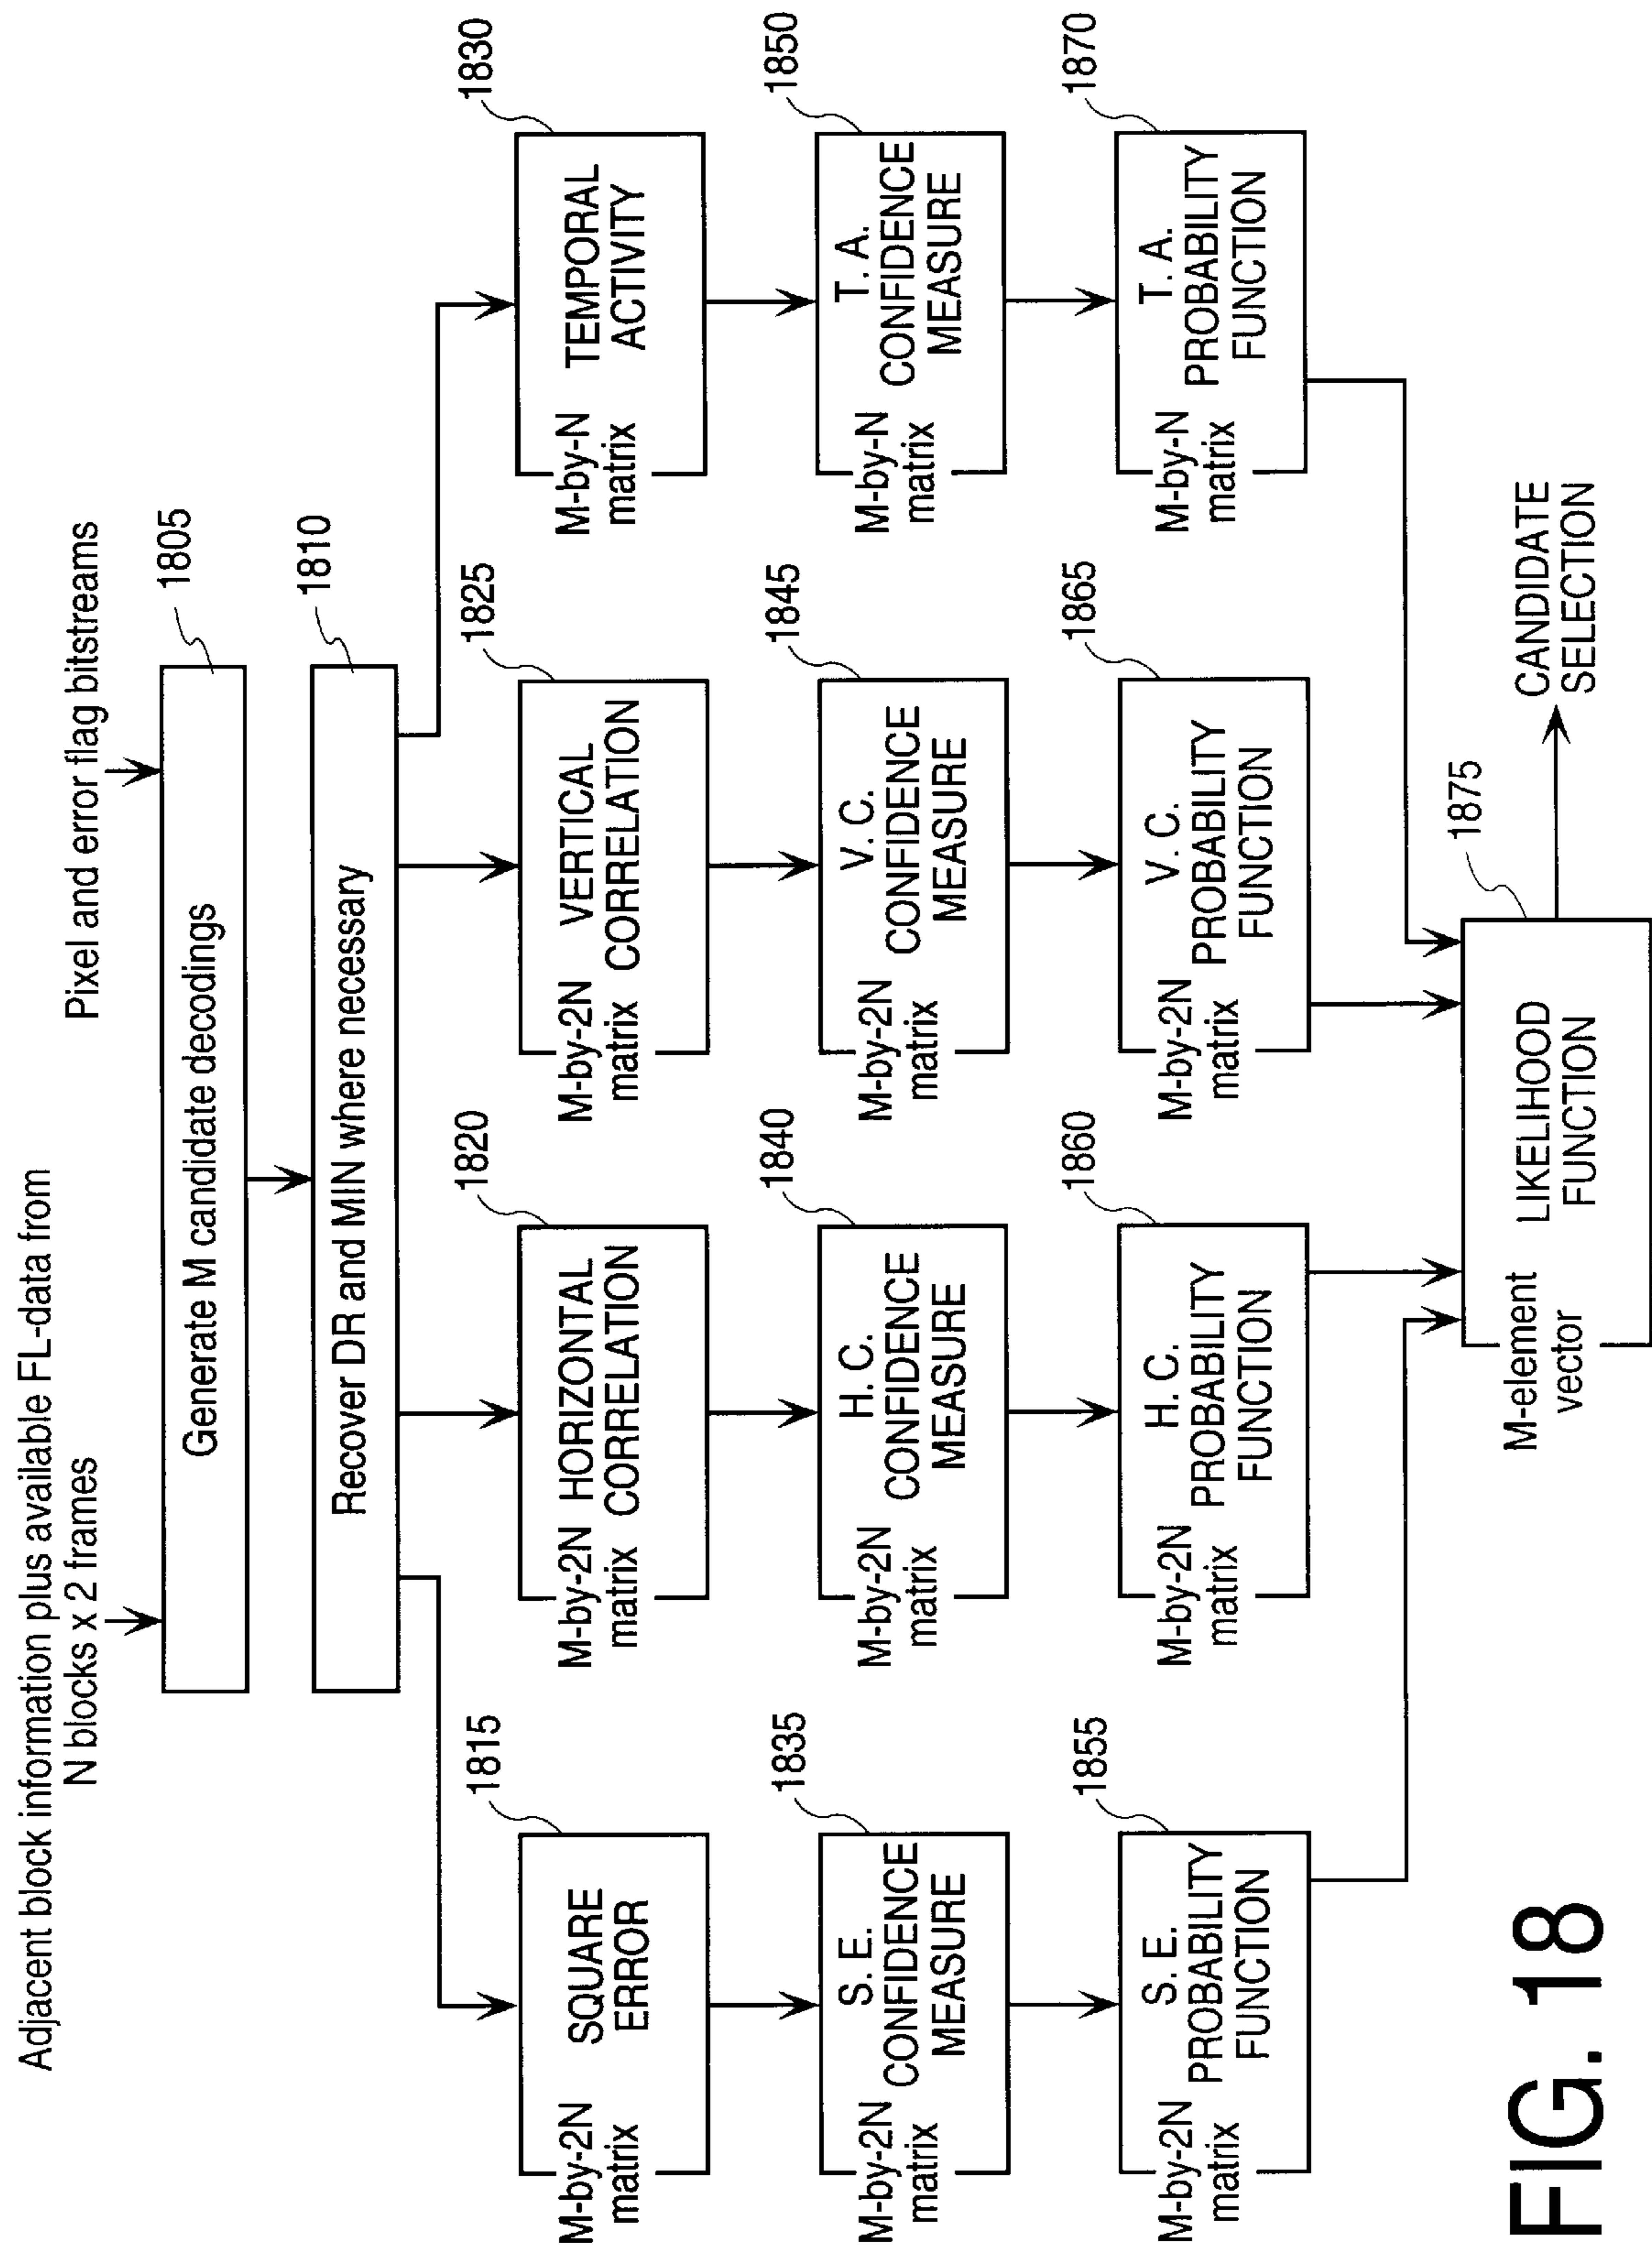 Adjacent block information plus available FL-data from
N blocks x 2 frames
Pixel and error flag bitstreams
1805
Generate M candidate decodings
1810
Recover DR and MIN where necessary
1815
M-by-2N
matrix
SQUARE
ERROR
1820
M-by-2N
matrix
HORIZONTAL
CORRELATION
1825
M-by-2N
matrix
VERTICAL
CORRELATION
1830
M-by-N
matrix
TEMPORAL
ACTIVITY
1835
M-by-2N
matrix
S. E.
CONFIDENCE
MEASURE
1840
M-by-2N
matrix
H. C.
CONFIDENCE
MEASURE
1845
M-by-2N
matrix
V. C.
CONFIDENCE
MEASURE
1850
M-by-N
matrix
T. A.
CONFIDENCE
MEASURE
1855
M-by-2N
matrix
S. E.
PROBABILITY
FUNCTION
1860
M-by-2N
matrix
H. C.
PROBABILITY
FUNCTION
1865
M-by-2N
matrix
V. C.
PROBABILITY
FUNCTION
1870
M-by-N
matrix
T. A.
PROBABILITY
FUNCTION
1875
M-element
vector
LIKELIHOOD
FUNCTION
CANDIDATE
SELECTION
FIG. 18